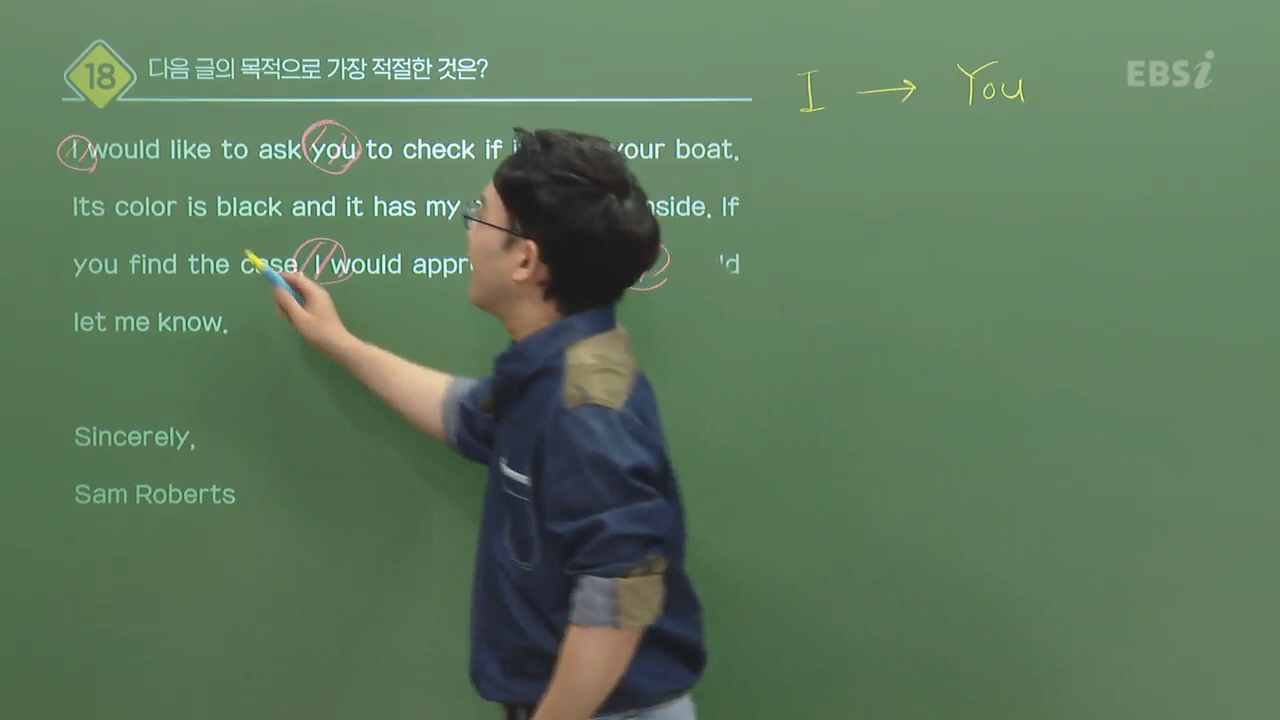 18 다음 글의 목적으로 가장 적절한 것은?
I → You
EBSi
I would like to ask you to check if your boat.
Its color is black and it has my inside. If
you find the case, I would
let me know.
Sincerely,
Sam Roberts